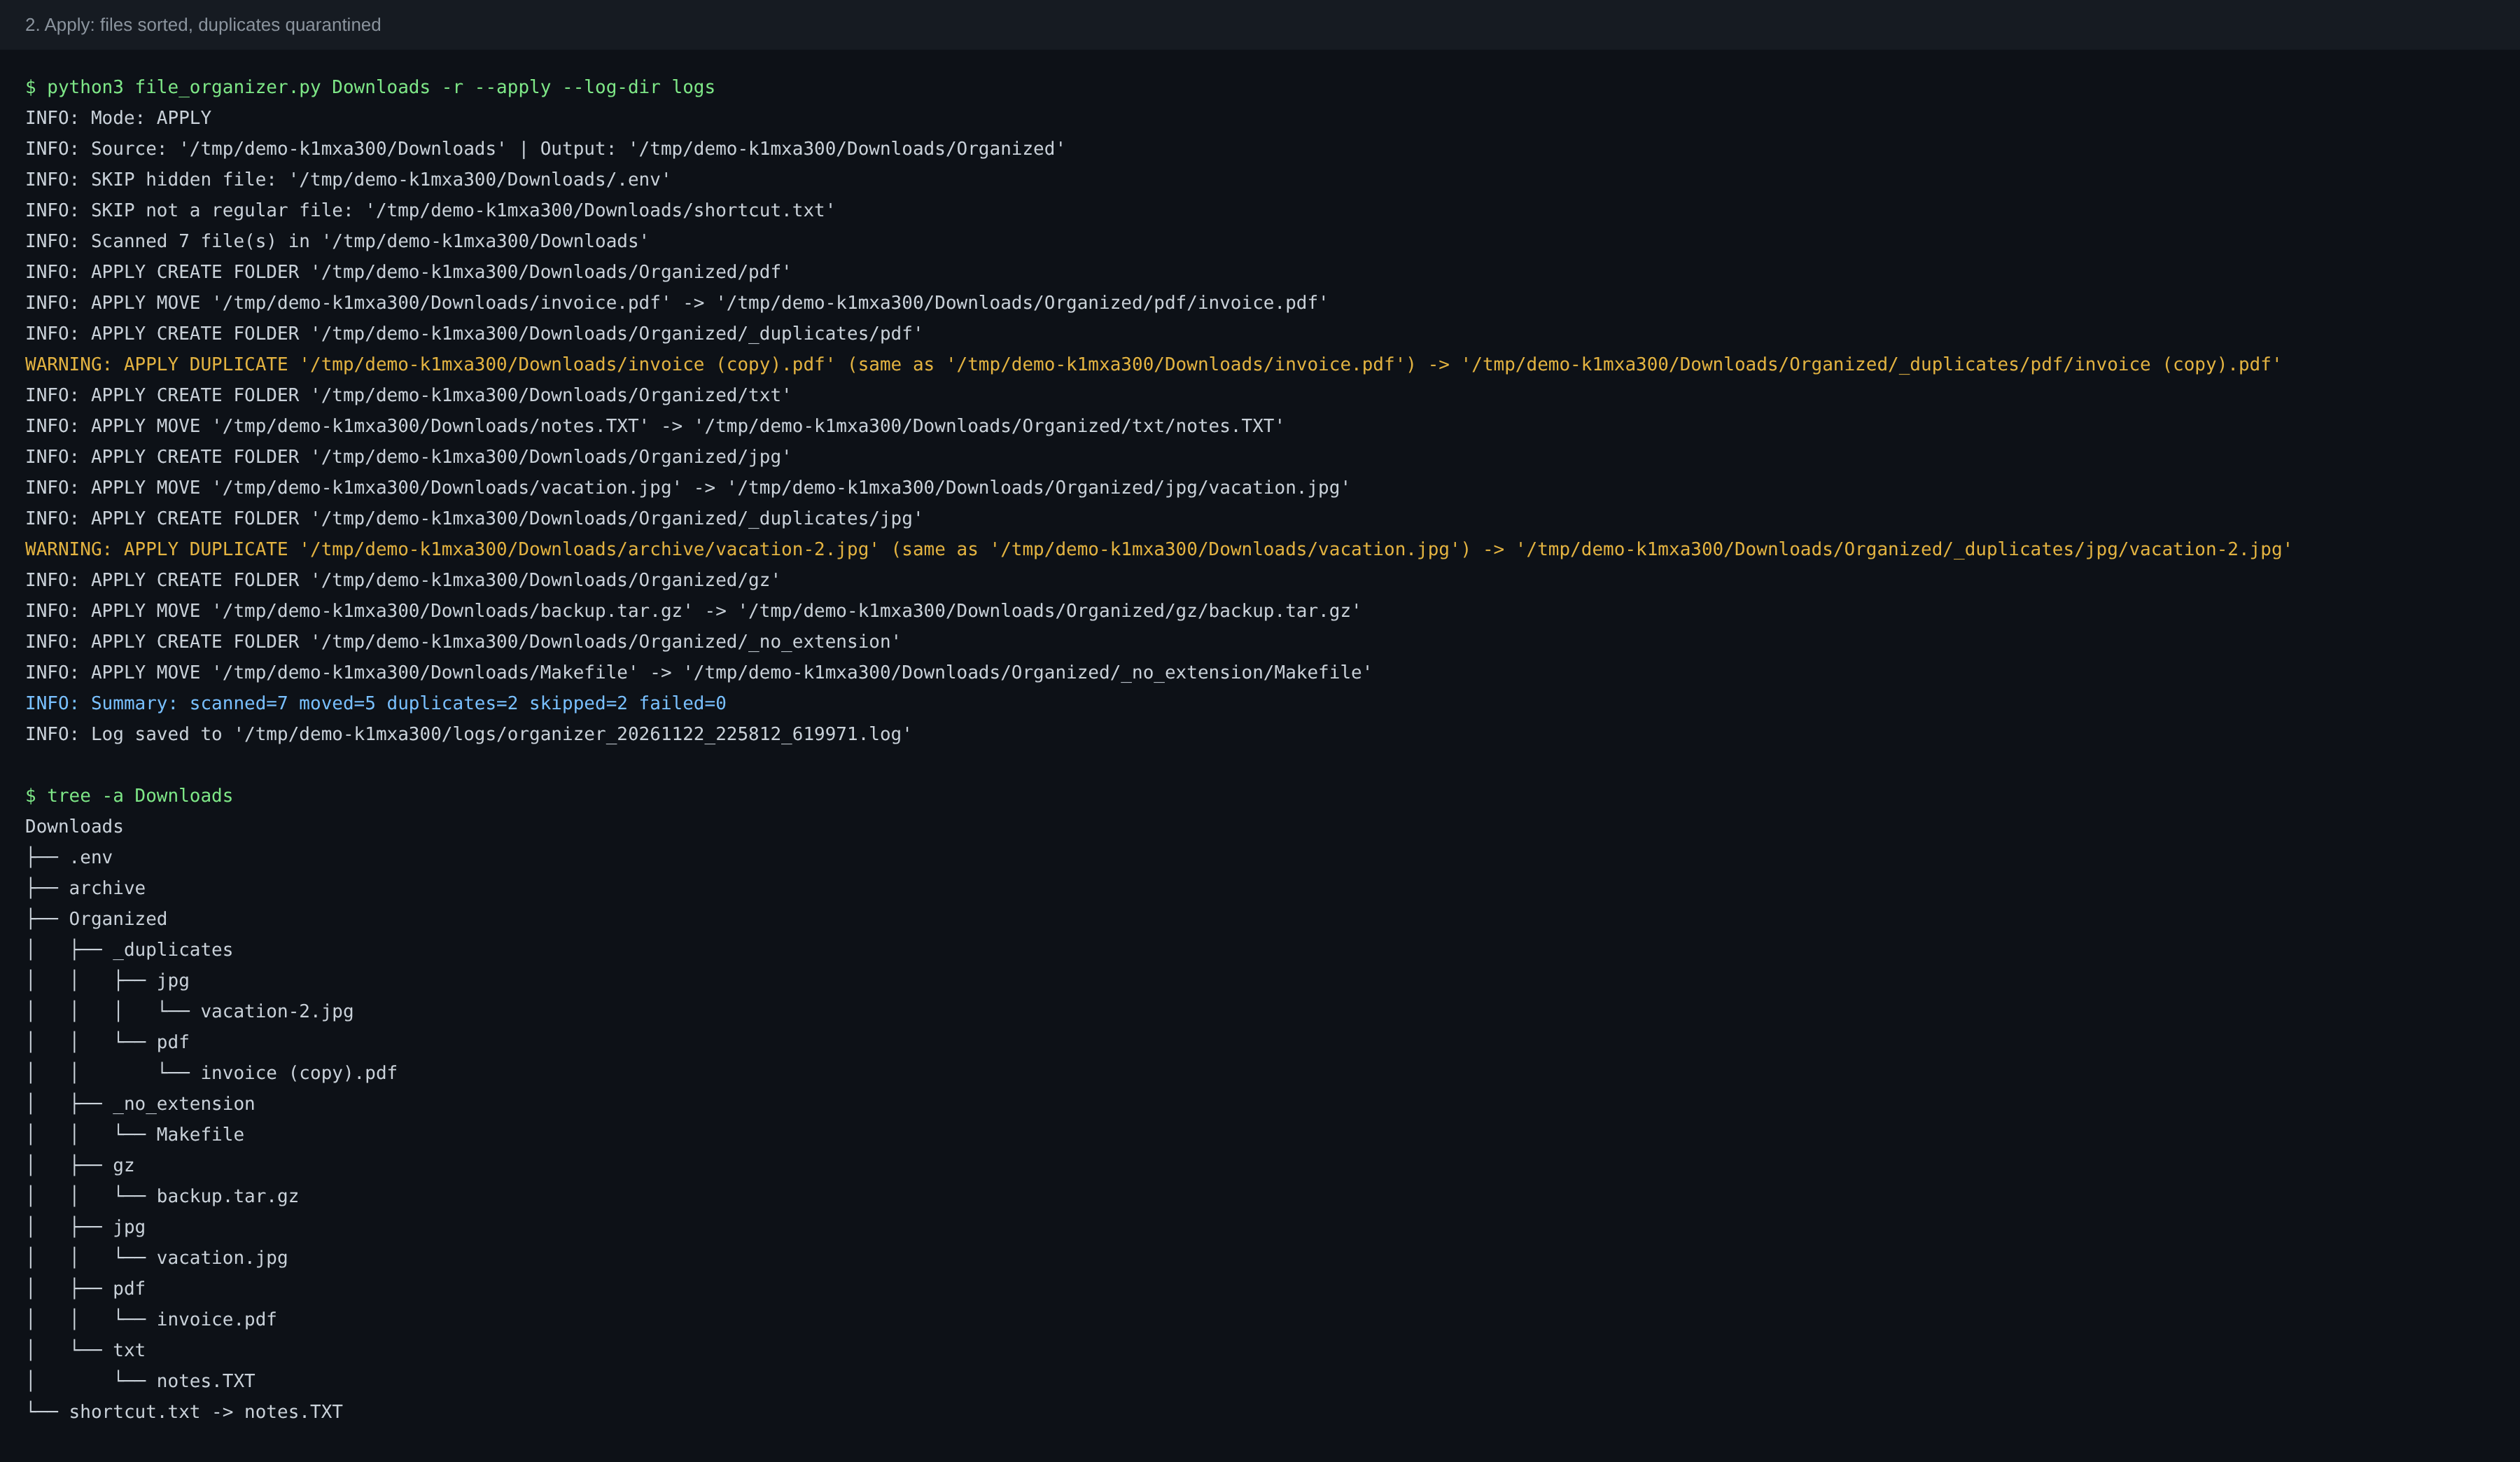 2. Apply: files sorted, duplicates quarantined
$ python3 file_organizer.py Downloads -r --apply --log-dir logs
INFO: Mode: APPLY
INFO: Source: '/tmp/demo-k1mxa300/Downloads' | Output: '/tmp/demo-k1mxa300/Downloads/Organized'
INFO: SKIP hidden file: '/tmp/demo-k1mxa300/Downloads/.env'
INFO: SKIP not a regular file: '/tmp/demo-k1mxa300/Downloads/shortcut.txt'
INFO: Scanned 7 file(s) in '/tmp/demo-k1mxa300/Downloads'
INFO: APPLY CREATE FOLDER '/tmp/demo-k1mxa300/Downloads/Organized/pdf'
INFO: APPLY MOVE '/tmp/demo-k1mxa300/Downloads/invoice.pdf' -> '/tmp/demo-k1mxa300/Downloads/Organized/pdf/invoice.pdf'
INFO: APPLY CREATE FOLDER '/tmp/demo-k1mxa300/Downloads/Organized/_duplicates/pdf'
WARNING: APPLY DUPLICATE '/tmp/demo-k1mxa300/Downloads/invoice (copy).pdf' (same as '/tmp/demo-k1mxa300/Downloads/invoice.pdf') -> '/tmp/demo-k1mxa300/Downloads/Organized/_duplicates/pdf/invoice (copy).pdf'
INFO: APPLY CREATE FOLDER '/tmp/demo-k1mxa300/Downloads/Organized/txt'
INFO: APPLY MOVE '/tmp/demo-k1mxa300/Downloads/notes.TXT' -> '/tmp/demo-k1mxa300/Downloads/Organized/txt/notes.TXT'
INFO: APPLY CREATE FOLDER '/tmp/demo-k1mxa300/Downloads/Organized/jpg'
INFO: APPLY MOVE '/tmp/demo-k1mxa300/Downloads/vacation.jpg' -> '/tmp/demo-k1mxa300/Downloads/Organized/jpg/vacation.jpg'
INFO: APPLY CREATE FOLDER '/tmp/demo-k1mxa300/Downloads/Organized/_duplicates/jpg'
WARNING: APPLY DUPLICATE '/tmp/demo-k1mxa300/Downloads/archive/vacation-2.jpg' (same as '/tmp/demo-k1mxa300/Downloads/vacation.jpg') -> '/tmp/demo-k1mxa300/Downloads/Organized/_duplicates/jpg/vacation-2.jpg'
INFO: APPLY CREATE FOLDER '/tmp/demo-k1mxa300/Downloads/Organized/gz'
INFO: APPLY MOVE '/tmp/demo-k1mxa300/Downloads/backup.tar.gz' -> '/tmp/demo-k1mxa300/Downloads/Organized/gz/backup.tar.gz'
INFO: APPLY CREATE FOLDER '/tmp/demo-k1mxa300/Downloads/Organized/_no_extension'
INFO: APPLY MOVE '/tmp/demo-k1mxa300/Downloads/Makefile' -> '/tmp/demo-k1mxa300/Downloads/Organized/_no_extension/Makefile'
INFO: Summary: scanned=7 moved=5 duplicates=2 skipped=2 failed=0
INFO: Log saved to '/tmp/demo-k1mxa300/logs/organizer_20261122_225812_619971.log'
$ tree -a Downloads
Downloads
├── .env
├── archive
├── Organized
│   ├── _duplicates
│   │   ├── jpg
│   │   │   └── vacation-2.jpg
│   │   └── pdf
│   │       └── invoice (copy).pdf
│   ├── _no_extension
│   │   └── Makefile
│   ├── gz
│   │   └── backup.tar.gz
│   ├── jpg
│   │   └── vacation.jpg
│   ├── pdf
│   │   └── invoice.pdf
│   └── txt
│       └── notes.TXT
└── shortcut.txt -> notes.TXT